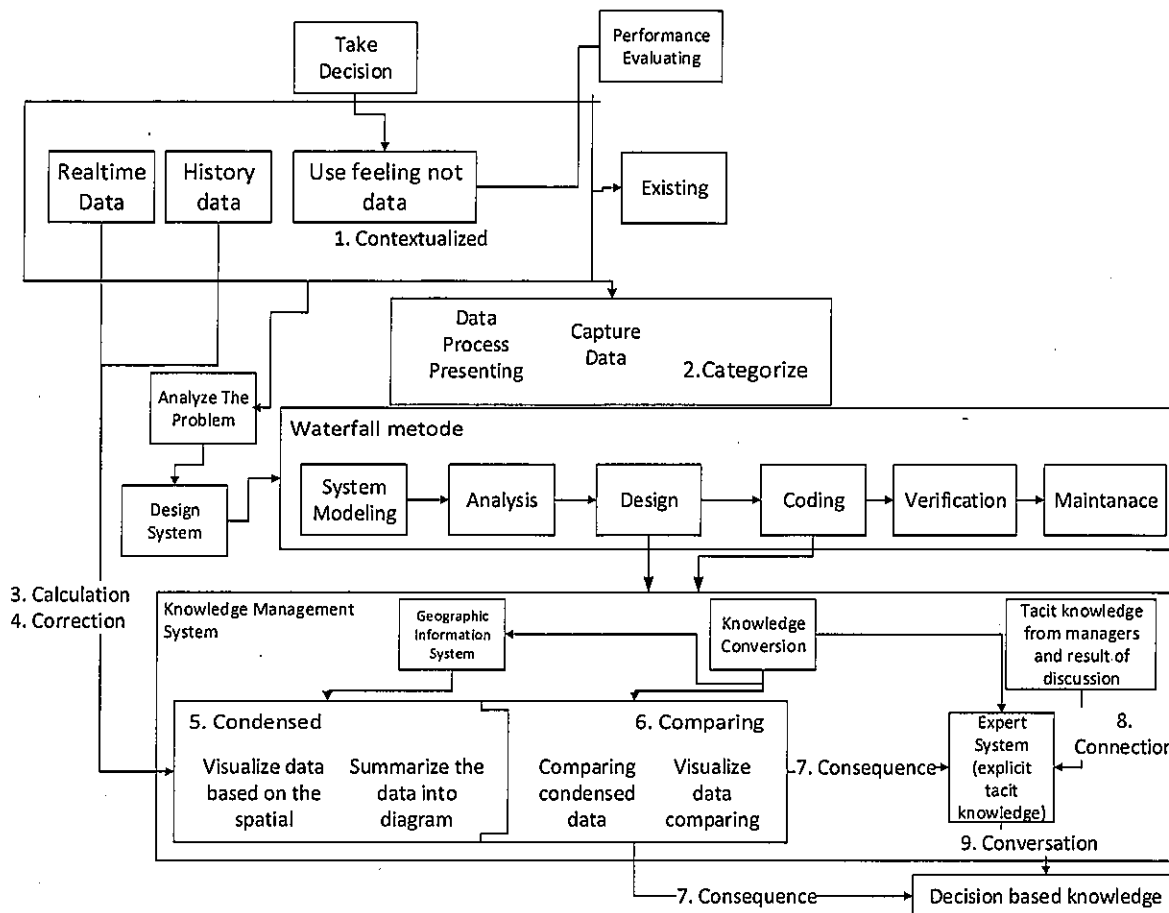 Take
Decision
Performance
Evaluating
Realtime
Data
History
data
Use feeling not
data
Existing
1. Contextualized
Data
Process
Presenting
Capture
Data
2.Categorize
Analyze The
Problem
Design
System
Waterfall metode
System
Modeling
Analysis
Design
Coding
Verification
Maintanace
3. Calculation
4. Correction
Knowledge Management
System
Geographic
Information
System
Knowledge
Conversion
Tacit knowledge
from managers
and result of
discussion
5. Condensed
Visualize data
based on the
spatial
Summarize the
data into
diagram
6. Comparing
Comparing
condensed
data
Visualize
data
comparing
7. Consequence
Expert
System
(explicit
tacit
knowledge)
8.
Connection
9. Conversation
7. Consequence
Decision based knowledge